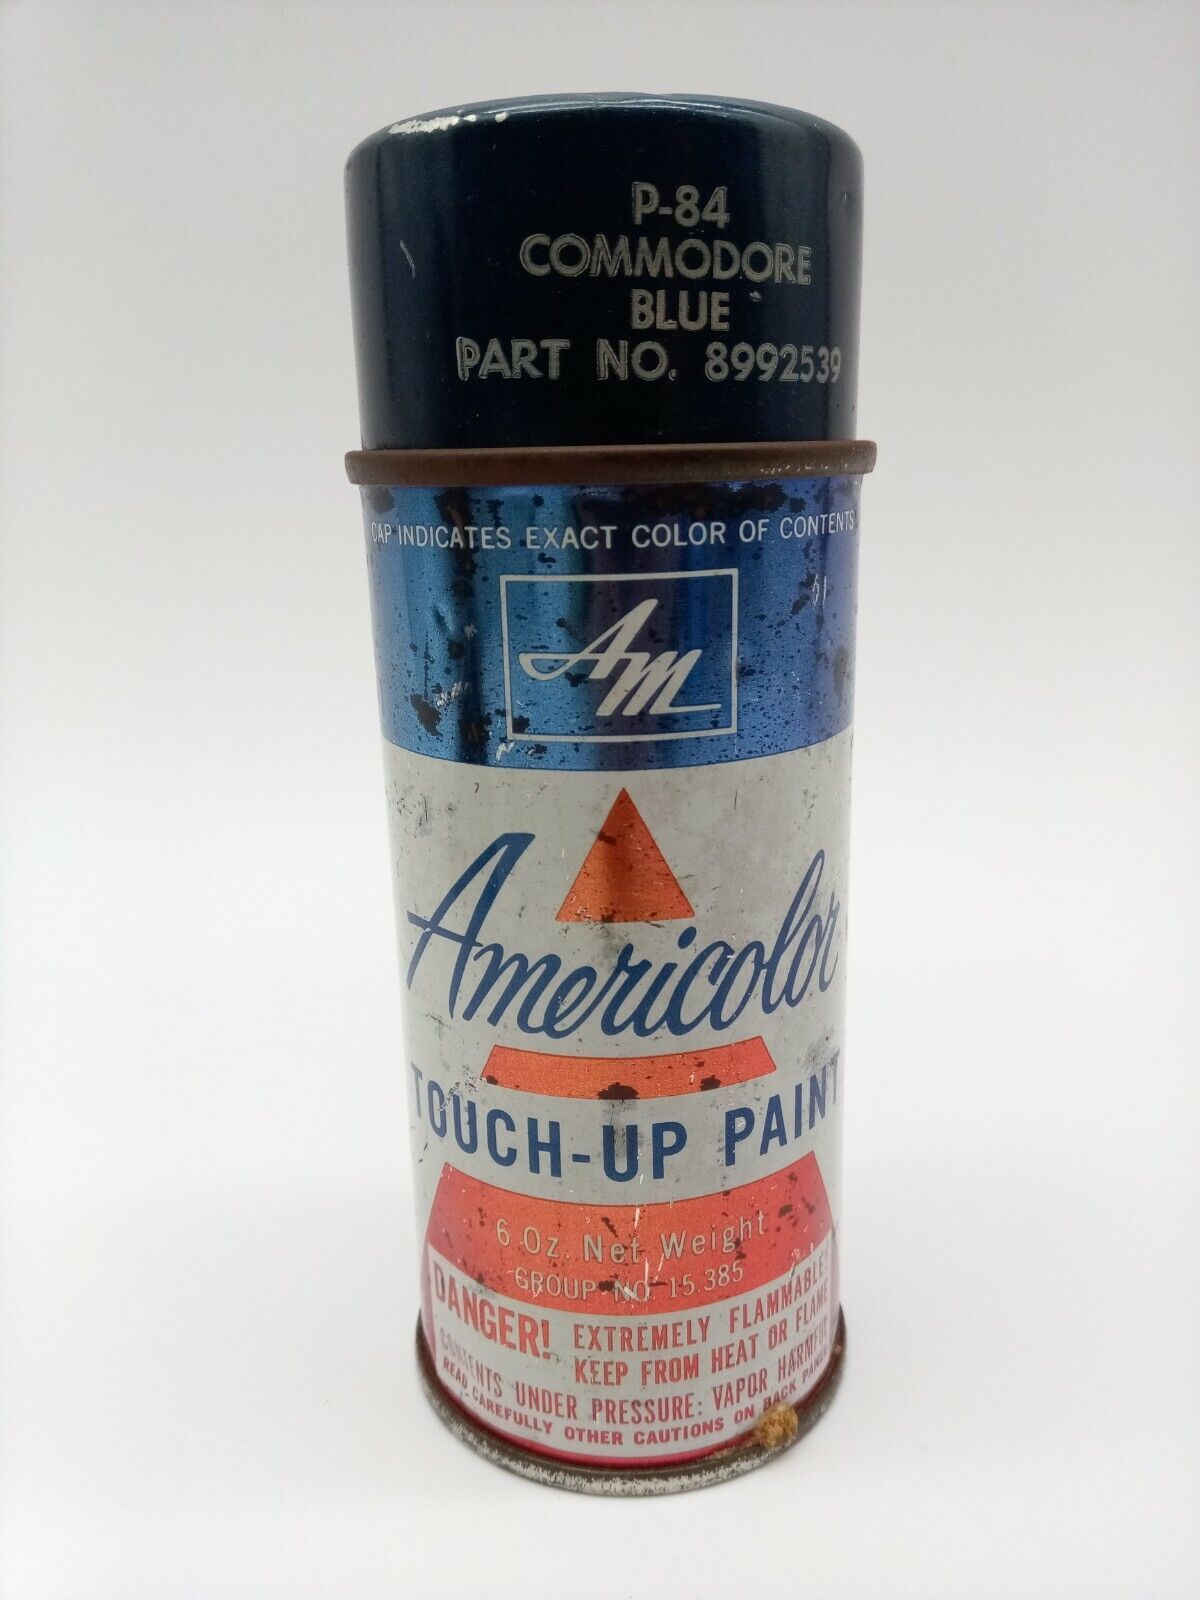 P-84
COMMODORE
BLUE
PART NO. 8992539
CAP INDICATES EXACT COLOR OF CONTENTS
AM
Americolor
TOUCH-UP PAINT
6 Oz. Net Weight
GROUP NO. 15.385
DANGER! EXTREMELY FLAMMABLE!
KEEP FROM HEAT OR FLAME
CONTENTS UNDER PRESSURE: VAPOR HARMFUL
READ CAREFULLY OTHER CAUTIONS ON BACK PANEL